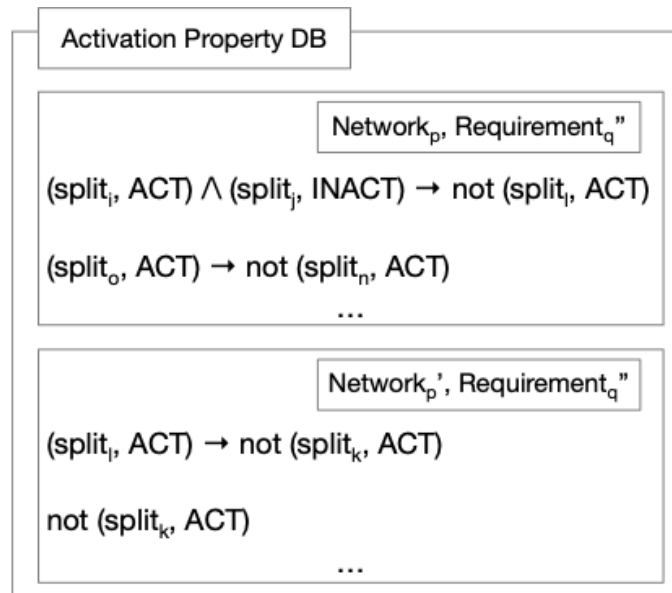 Activation Property DB
Networkₚ, Requirement_q”
(splitᵢ, ACT) ⋀ (splitⱼ, INACT) → not (splitₗ, ACT)
(splitₒ, ACT) → not (splitₙ, ACT)
...
Networkₚ’, Requirement_q”
(splitₗ, ACT) → not (splitₖ, ACT)
not (splitₖ, ACT)
...